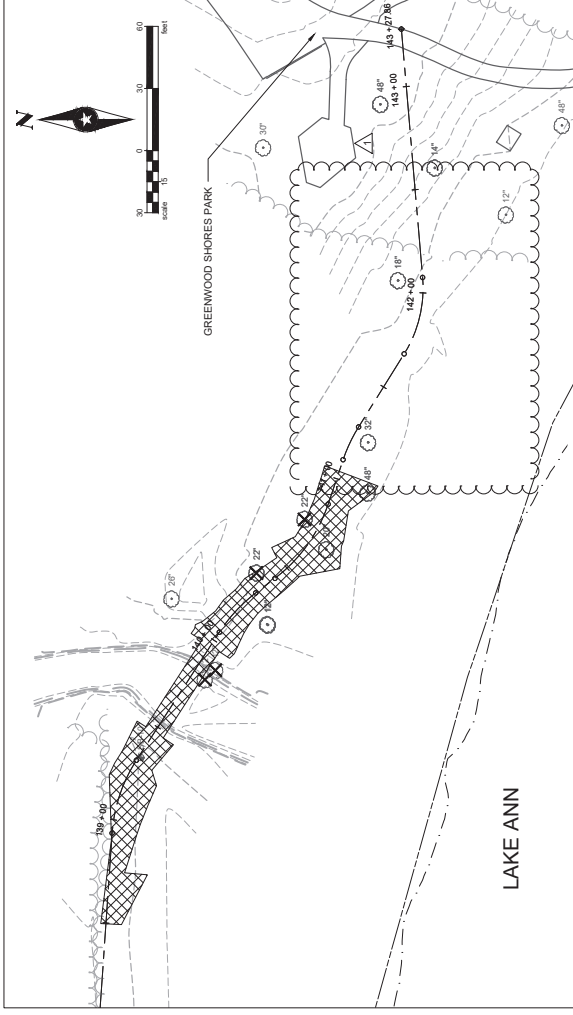 N
30 0 30 60
scale 15 feet
GREENWOOD SHORES PARK
30"
48"
143 + 27.86
143 + 00
1
14"
48"
12"
18"
142 + 00
32"
48"
22"
22"
26"
12"
139 + 00
LAKE ANN